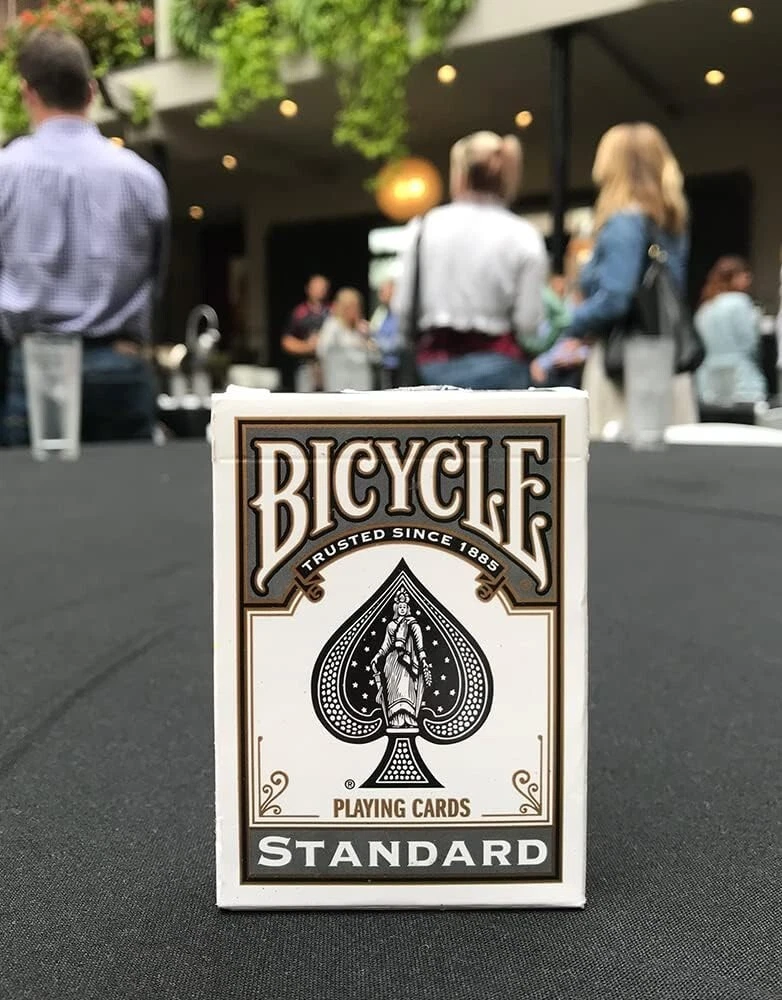 BICYCLE
TRUSTED SINCE 1885
®
PLAYING CARDS
STANDARD